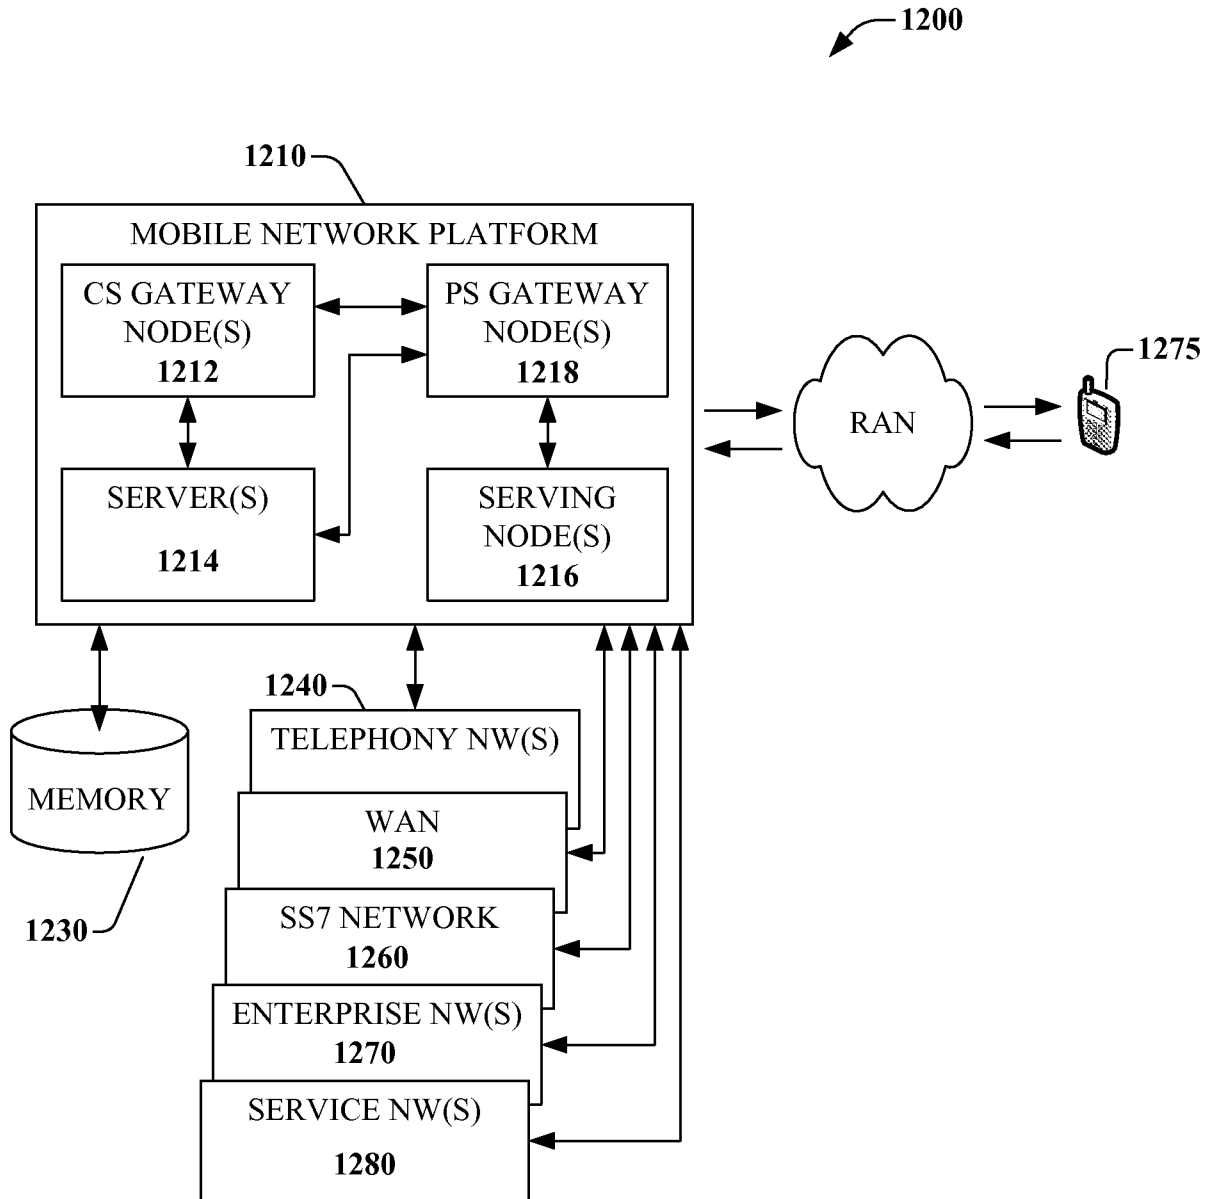 1200
1210
MOBILE NETWORK PLATFORM
CS GATEWAY
NODE(S)
1212
PS GATEWAY
NODE(S)
1218
SERVER(S)
1214
SERVING
NODE(S)
1216
RAN
1275
1240
TELEPHONY NW(S)
MEMORY
1230
WAN
1250
SS7 NETWORK
1260
ENTERPRISE NW(S)
1270
SERVICE NW(S)
1280